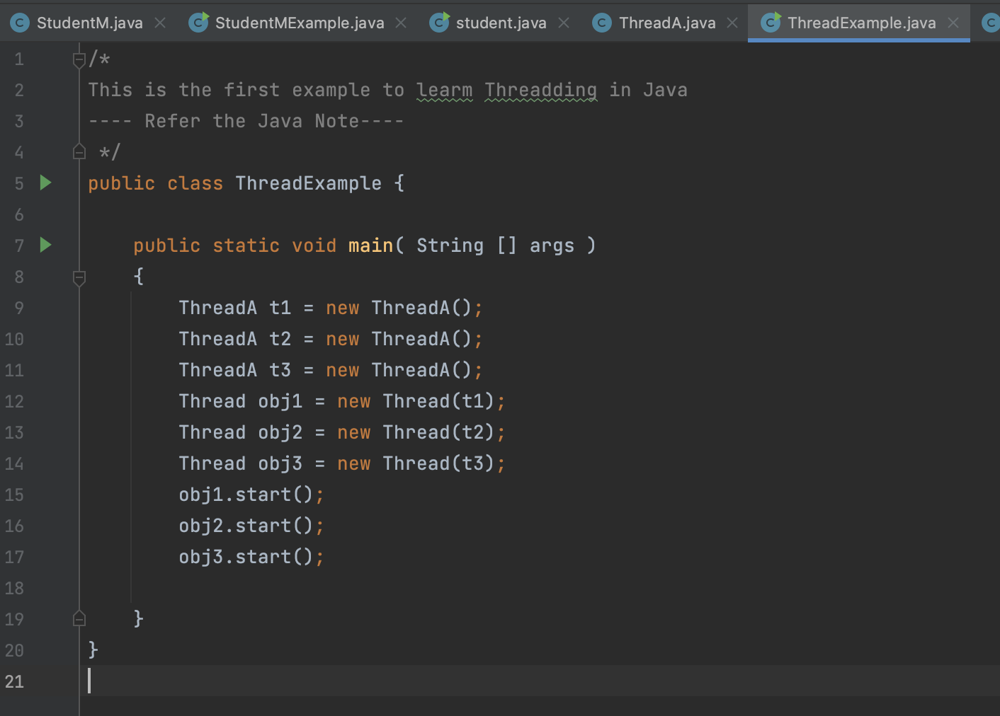 StudentM.java StudentMExample.java student.java ThreadA.java ThreadExample.java
1 /*
2 This is the first example to learm Threadding in Java
3 ---- Refer the Java Note----
4  */
5 public class ThreadExample {
6
7     public static void main( String [] args )
8     {
9         ThreadA t1 = new ThreadA();
10         ThreadA t2 = new ThreadA();
11         ThreadA t3 = new ThreadA();
12         Thread obj1 = new Thread(t1);
13         Thread obj2 = new Thread(t2);
14         Thread obj3 = new Thread(t3);
15         obj1.start();
16         obj2.start();
17         obj3.start();
18
19     }
20 }
21